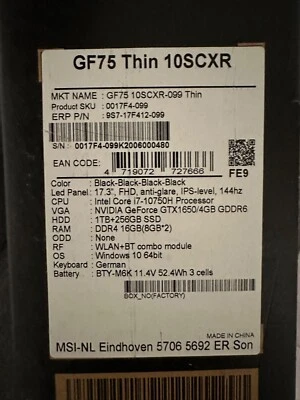 GF75 Thin 10SCXR
MKT NAME : GF75 10SCXR-099 Thin
Product SKU : 0017F4-099
ERP P/N : 9S7-17F412-099
S/N : 0017F4-099K2006000480
EAN CODE:
4 719072 727666
FE9
Color : Black-Black-Black-Black
Led Panel : 17.3", FHD, anti-glare, IPS-level, 144hz
CPU : Intel Core i7-10750H Processor
VGA : NVIDIA GeForce GTX1650/4GB GDDR6
HDD : 1TB+256GB SSD
RAM : DDR4 16GB(8GB*2)
ODD : None
RF : WLAN+BT combo module
OS : Windows 10 64bit
Keyboard : German
Battery : BTY-M6K 11.4V 52.4Wh 3 cells
BOX_NO(FACTORY)
MADE IN CHINA
MSI-NL Eindhoven 5706 5692 ER Son